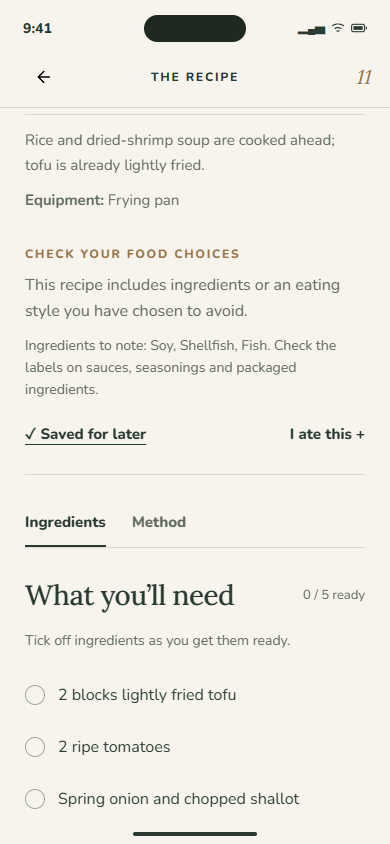 9:41
THE RECIPE
11
Rice and dried-shrimp soup are cooked ahead;
tofu is already lightly fried.
Equipment: Frying pan
CHECK YOUR FOOD CHOICES
This recipe includes ingredients or an eating
style you have chosen to avoid.
Ingredients to note: Soy, Shellfish, Fish. Check the
labels on sauces, seasonings and packaged
ingredients.
✓ Saved for later
I ate this +
Ingredients
Method
What you’ll need
0 / 5 ready
Tick off ingredients as you get them ready.
2 blocks lightly fried tofu
2 ripe tomatoes
Spring onion and chopped shallot